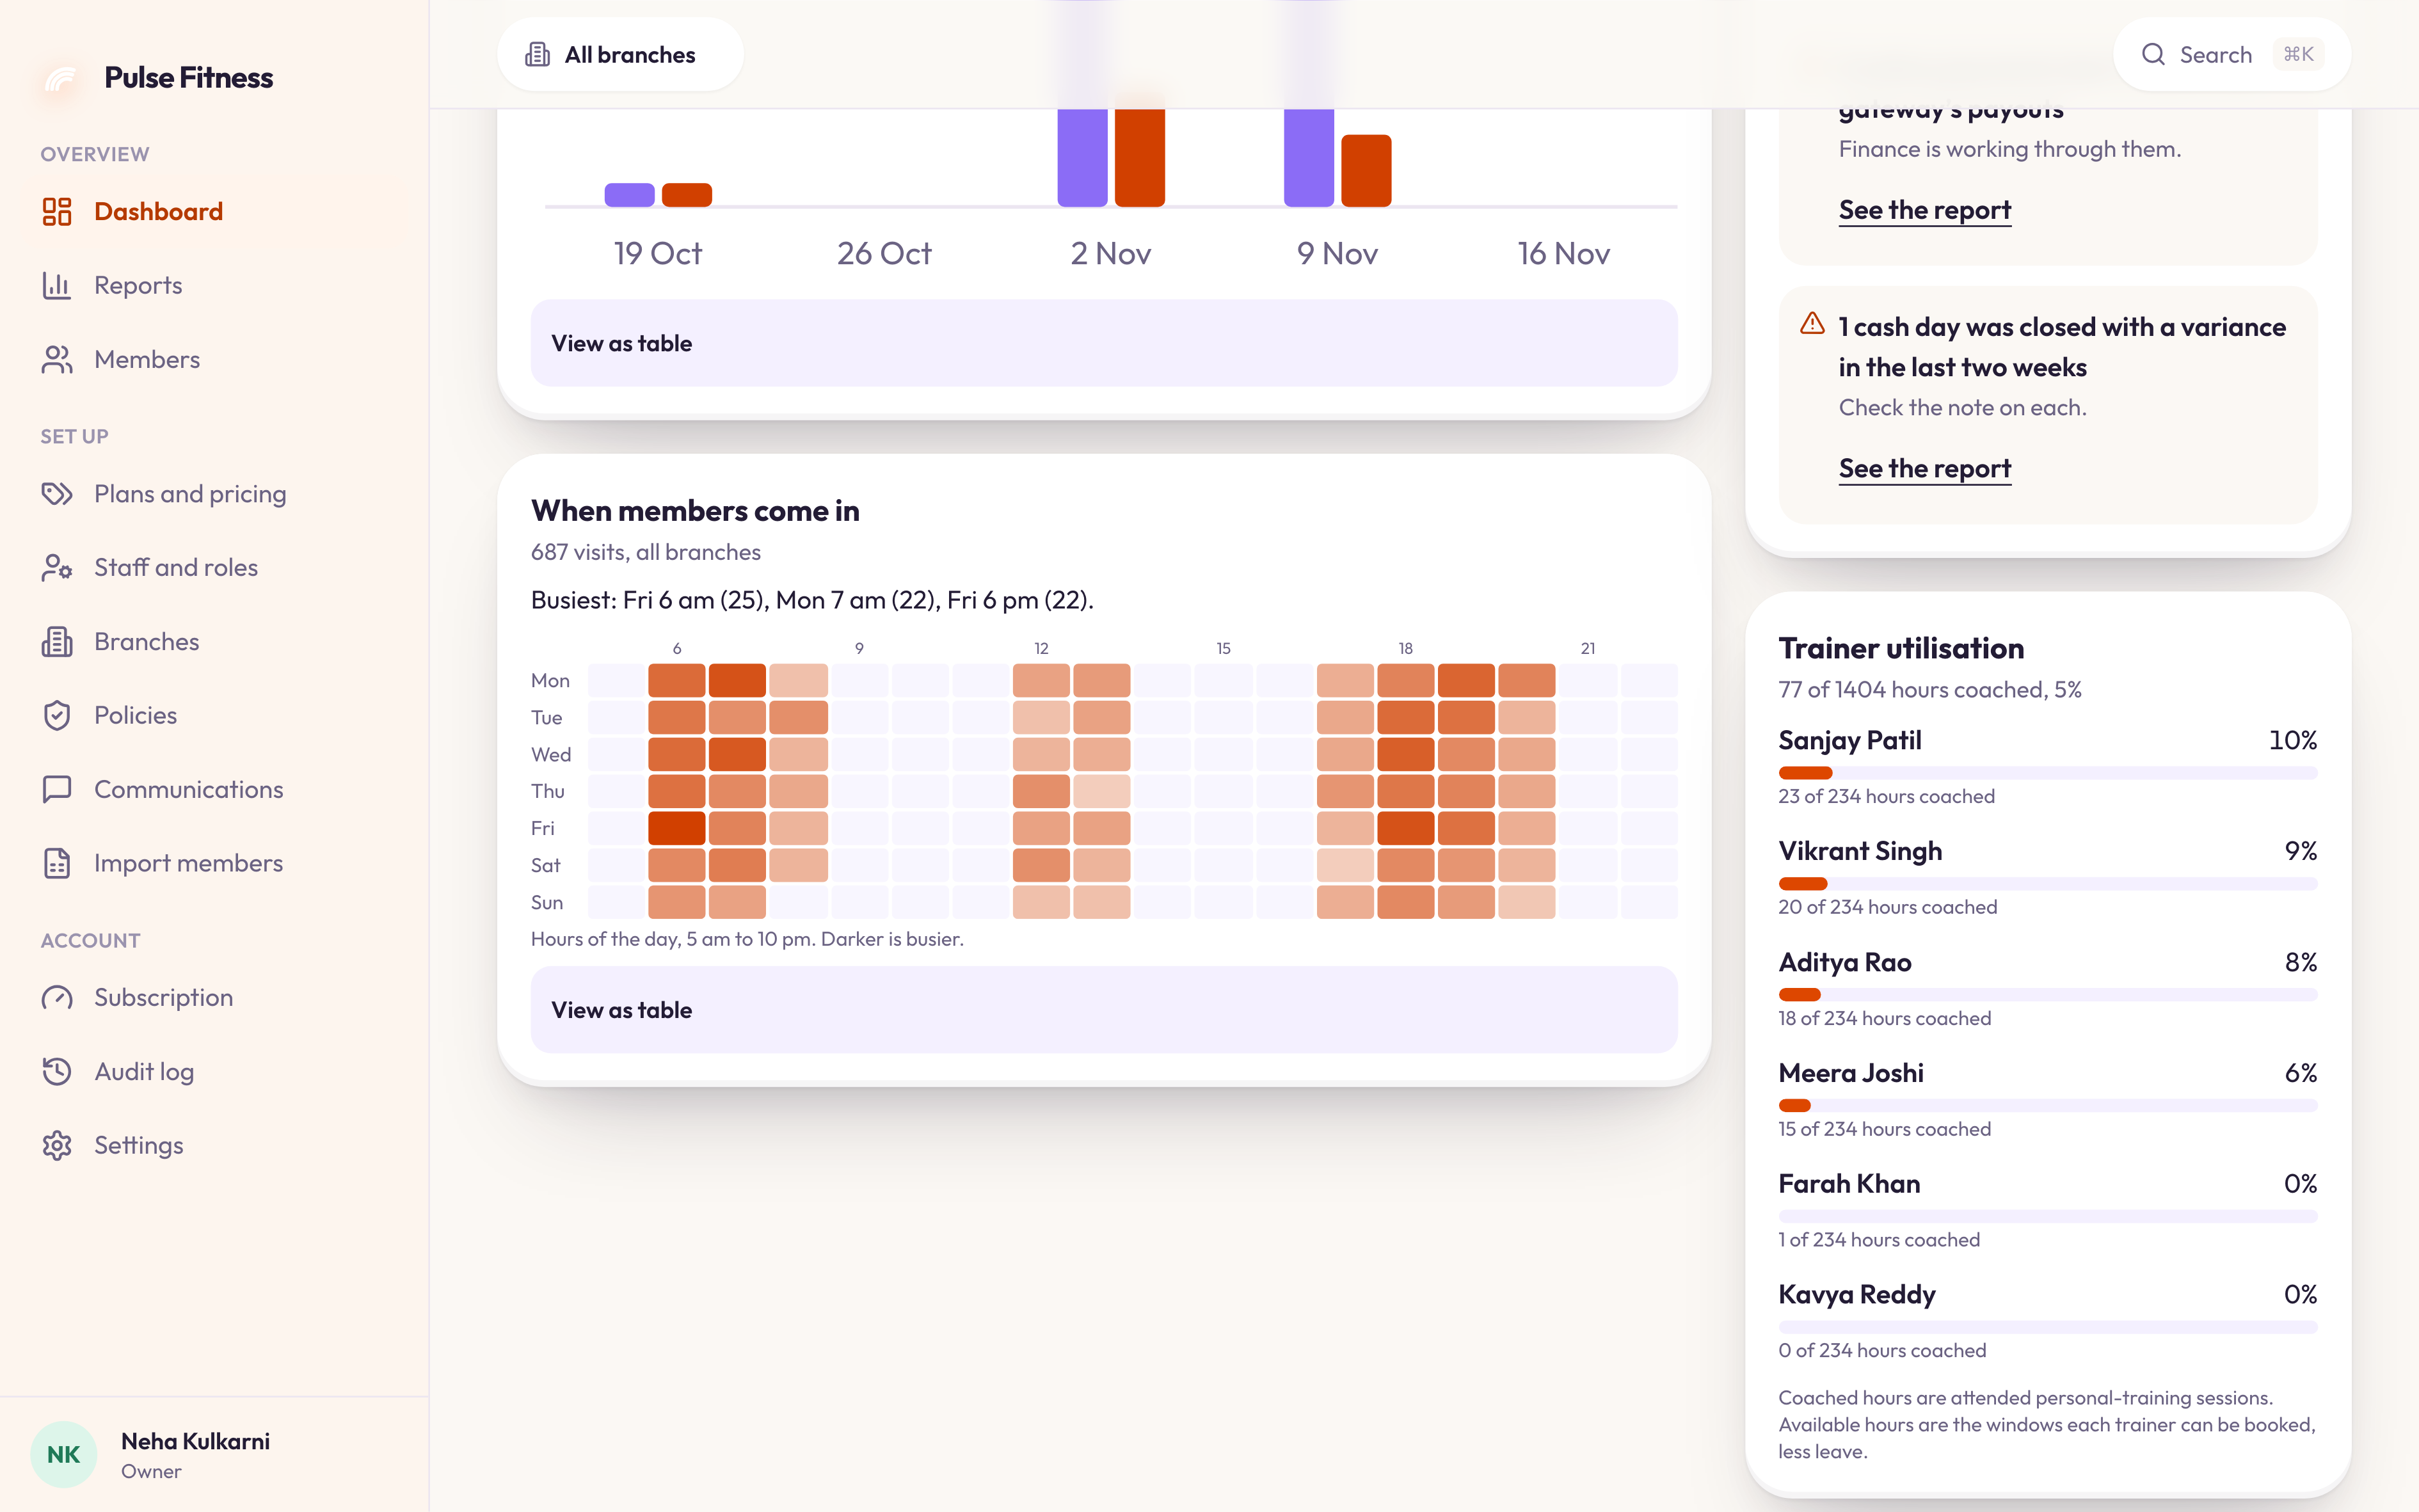 Pulse Fitness
OVERVIEW
Dashboard
Reports
Members
SET UP
Plans and pricing
Staff and roles
Branches
Policies
Communications
Import members
ACCOUNT
Subscription
Audit log
Settings
NK
Neha Kulkarni
Owner
All branches
Search ⌘K
19 Oct 26 Oct 2 Nov 9 Nov 16 Nov
View as table
When members come in
687 visits, all branches
Busiest: Fri 6 am (25), Mon 7 am (22), Fri 6 pm (22).
6 9 12 15 18 21
Mon
Tue
Wed
Thu
Fri
Sat
Sun
Hours of the day, 5 am to 10 pm. Darker is busier.
View as table
gateway's payouts
Finance is working through them.
See the report
1 cash day was closed with a variance
in the last two weeks
Check the note on each.
See the report
Trainer utilisation
77 of 1404 hours coached, 5%
Sanjay Patil 10%
23 of 234 hours coached
Vikrant Singh 9%
20 of 234 hours coached
Aditya Rao 8%
18 of 234 hours coached
Meera Joshi 6%
15 of 234 hours coached
Farah Khan 0%
1 of 234 hours coached
Kavya Reddy 0%
0 of 234 hours coached
Coached hours are attended personal-training sessions.
Available hours are the windows each trainer can be booked,
less leave.